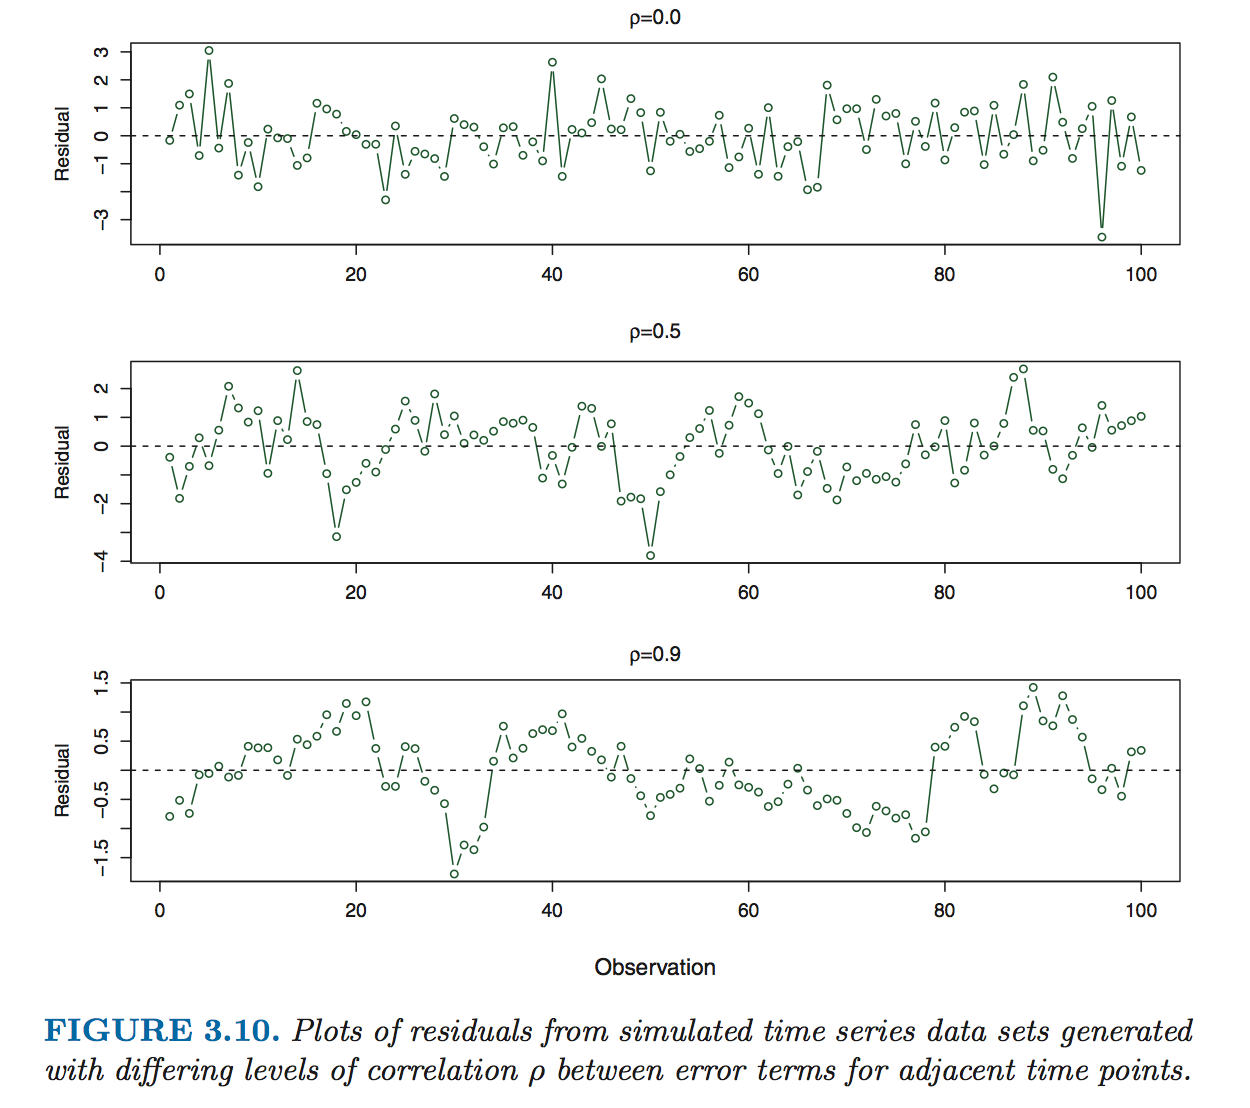 ρ=0.0
Residual
3
2
1
0
−1
−3
0 20 40 60 80 100
ρ=0.5
Residual
2
1
0
−2
−4
0 20 40 60 80 100
ρ=0.9
Residual
1.5
0.5
−0.5
−1.5
0 20 40 60 80 100
Observation
FIGURE 3.10. Plots of residuals from simulated time series data sets generated
with differing levels of correlation ρ between error terms for adjacent time points.